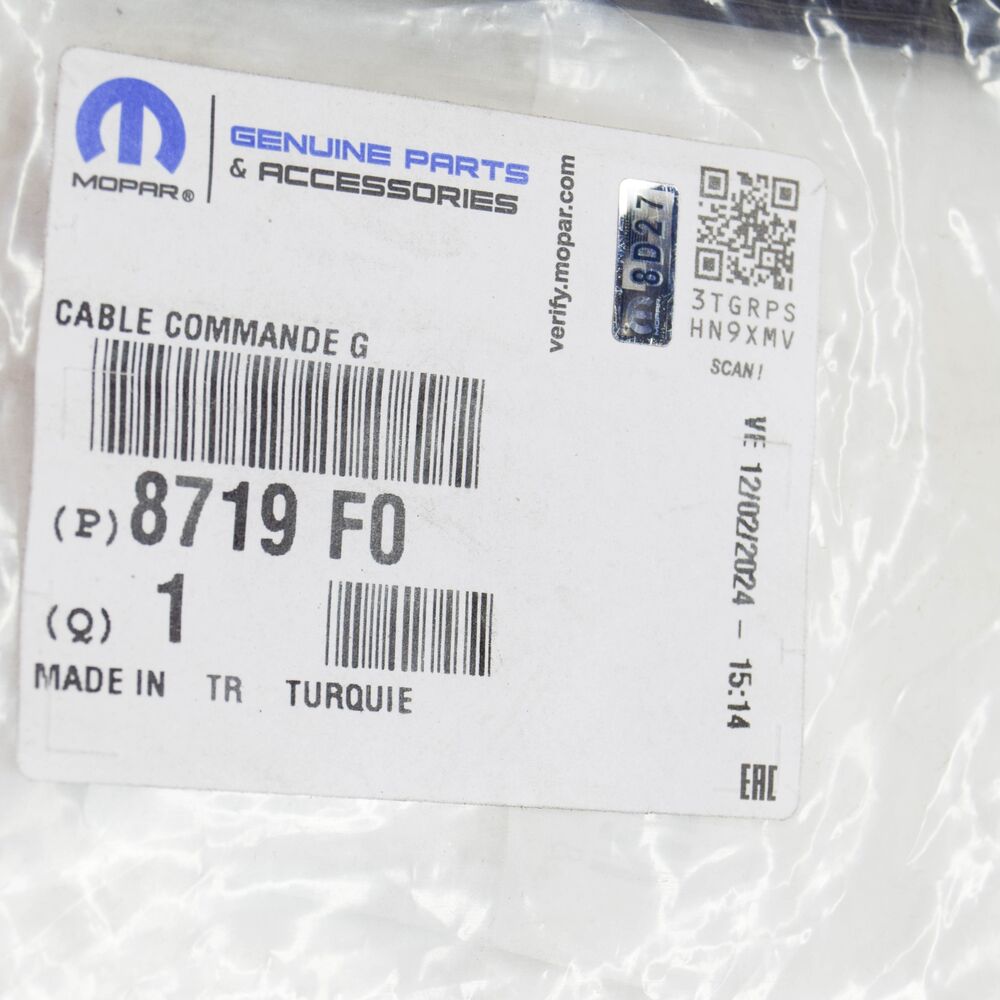 MOPAR®
GENUINE PARTS
& ACCESSORIES
verify.mopar.com
8D27
3TGRPS
HN9XMV
SCAN!
CABLE COMMANDE G
(P) 8719 F0
(Q) 1
MADE IN TR TURQUIE
VF 12/02/2024 - 15:14
EAC